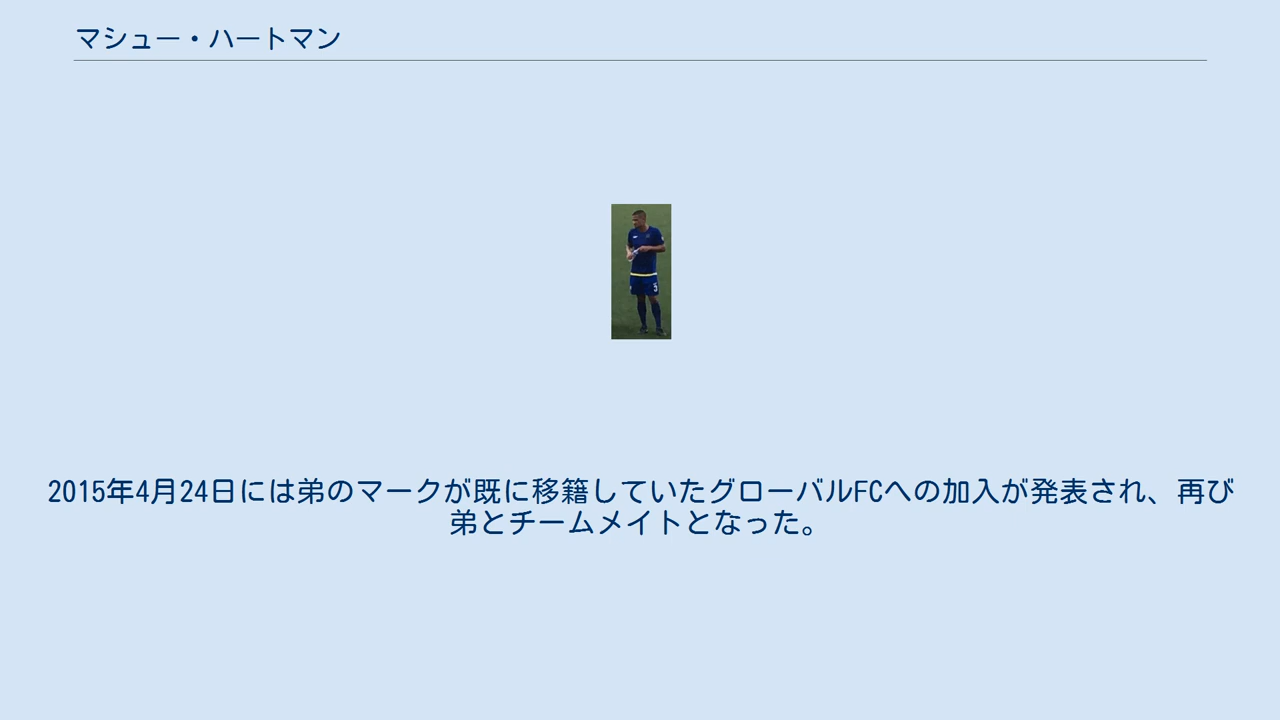 マシュー・ハートマン
5
2015年4月24日には弟のマークが既に移籍していたグローバルFCへの加入が発表され、再び
弟とチームメイトとなった。